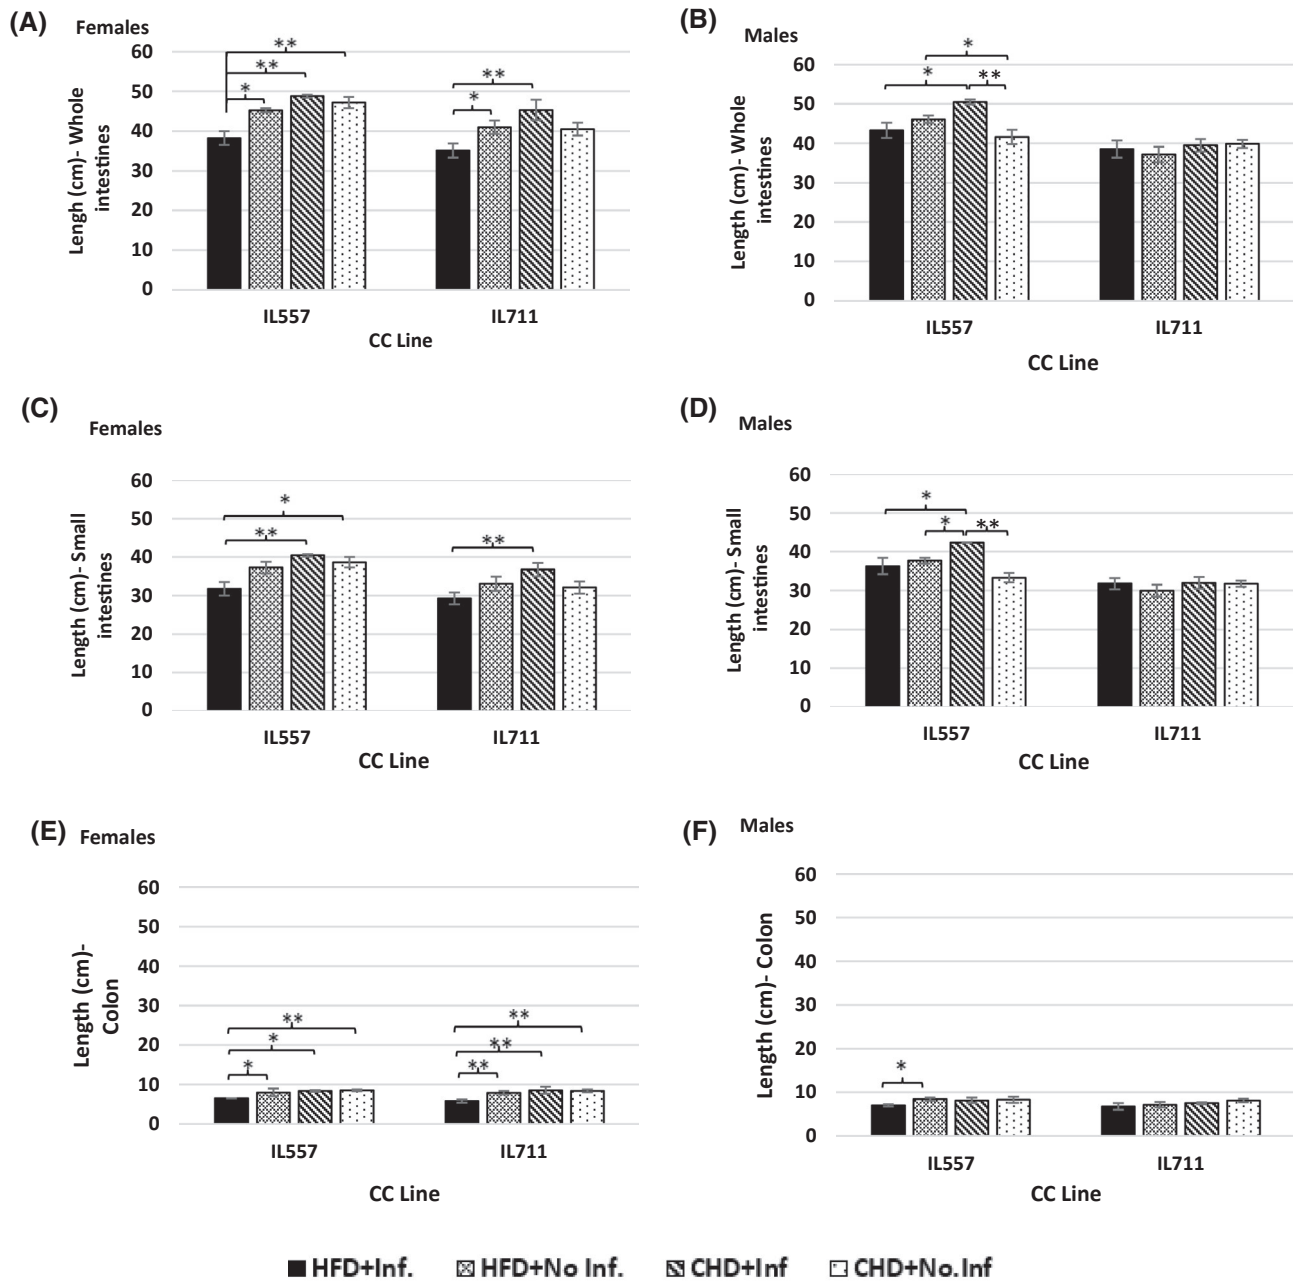 (A) Females
** ** * ** *
Lengh (cm)- Whole
intestines
60
50
40
30
20
10
0
IL557 IL711
CC Line
(B) Males
* * **
Length (cm)- Whole
intestines
60
50
40
30
20
10
0
IL557 IL711
CC Line
(C) Females
* ** **
Length (cm)- Small
intestines
60
50
40
30
20
10
0
IL557 IL711
CC Line
(D) Males
* * **
Length (cm)- Small
intestines
60
50
40
30
20
10
0
IL557 IL711
CC Line
(E) Females
** * * ** ** **
Length (cm)-
Colon
60
50
40
30
20
10
0
IL557 IL711
CC Line
(F) Males
*
Length (cm)- Colon
60
50
40
30
20
10
0
IL557 IL711
CC Line
HFD+Inf. HFD+No Inf. CHD+Inf CHD+No.Inf